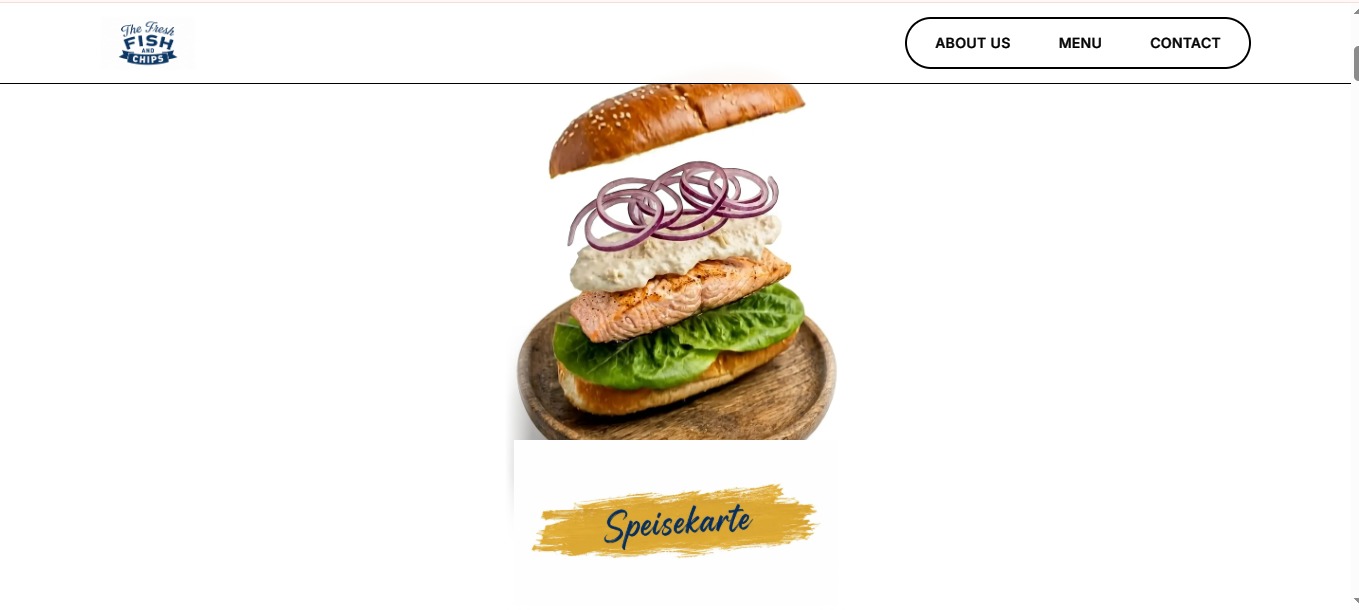 The Fresh
FISH
AND
CHIPS
ABOUT US
MENU
CONTACT
Speisekarte